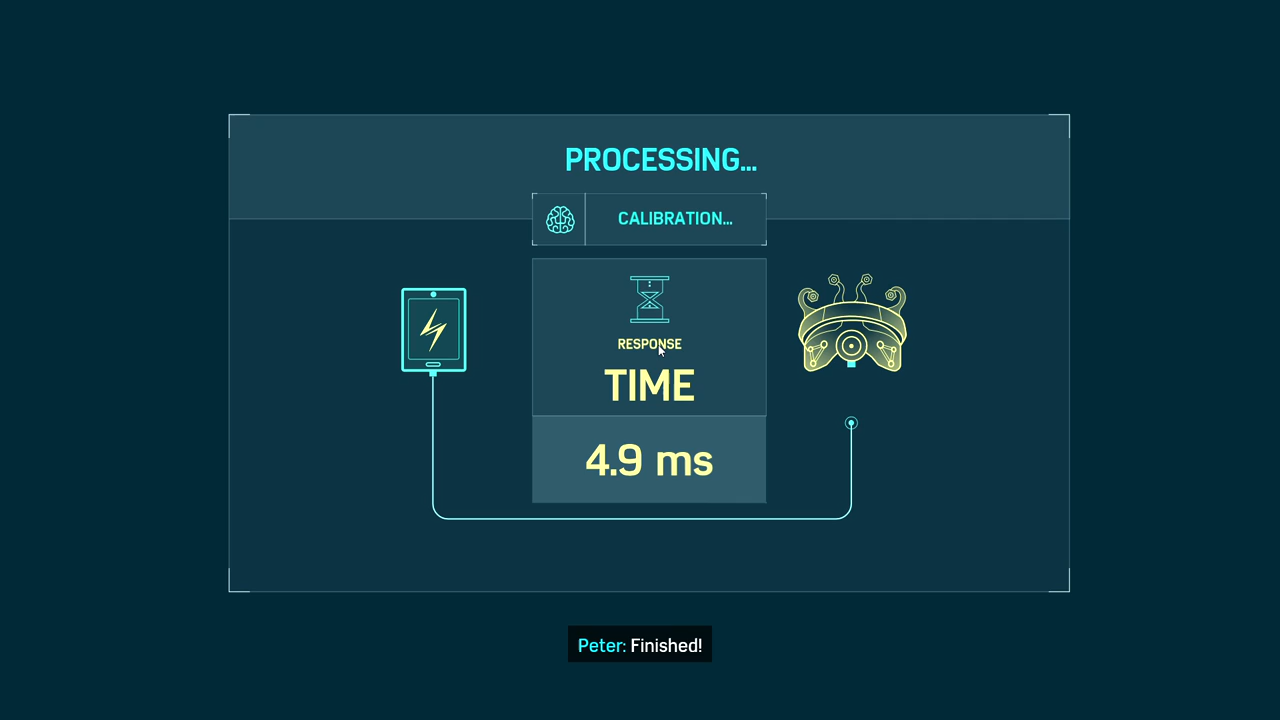 PROCESSING...
CALIBRATION...
RESPONSE
TIME
4.9 ms
Peter: Finished!